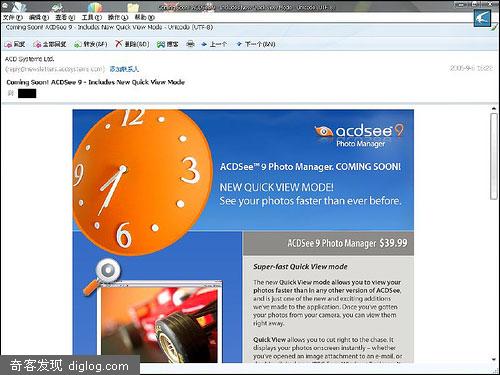 Coming Soon! ACDSee 9 - Includes New Quick View Mode - Unicode (UTF-8)
文件(F) 编辑(E) 查看(V) 工具(T) 操作(A) 帮助(H)
Coming Soon! ACDSee 9 - Includes New Quick View Mode - Unicode (UTF-8)
回复 全部回复 转发(&F) 删除(&D) 博客 上一个 下一个(&N)
ACD Systems Ltd.
(reply@newsletters.acdsystems.com) 添加联系人
Coming Soon! ACDSee 9 - Includes New Quick View Mode
到:
12
3
6
acdsee 9
Photo Manager
ACDSee™ 9 Photo Manager. COMING SOON!
NEW QUICK VIEW MODE!
See your photos faster than ever before.
ACDSee 9 Photo Manager $39.99
Super-fast Quick View mode
The new Quick View mode allows you to view your
photos faster than in any other version of ACDSee,
and is just one of the new and exciting additions
we've made to the application. Once you've gotten
your photos from your camera, you can view them
right away.
Quick View allows you to cut right to the chase. It
displays your photos onscreen instantly – whether
you've opened an image attachment to an e-mail, or
奇客发现 diglog.com